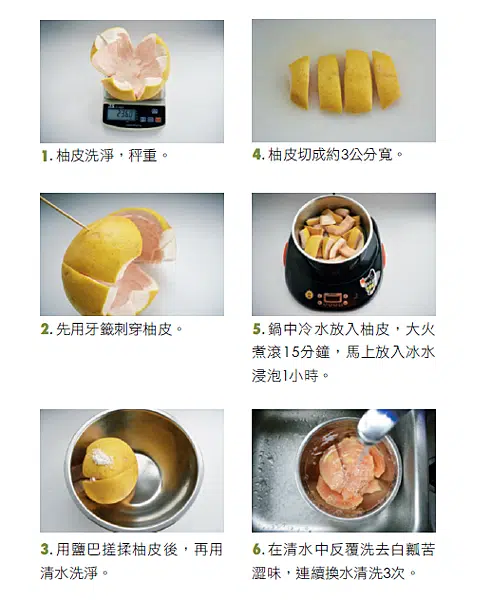 1. 柚皮洗淨，秤重。
2. 先用牙籤刺穿柚皮。
3. 用鹽巴搓揉柚皮後，再用
清水洗淨。
4. 柚皮切成約3公分寬。
5. 鍋中冷水放入柚皮，大火
煮滾15分鐘，馬上放入冰水
浸泡1小時。
6. 在清水中反覆洗去白瓤苦
澀味，連續換水清洗3次。